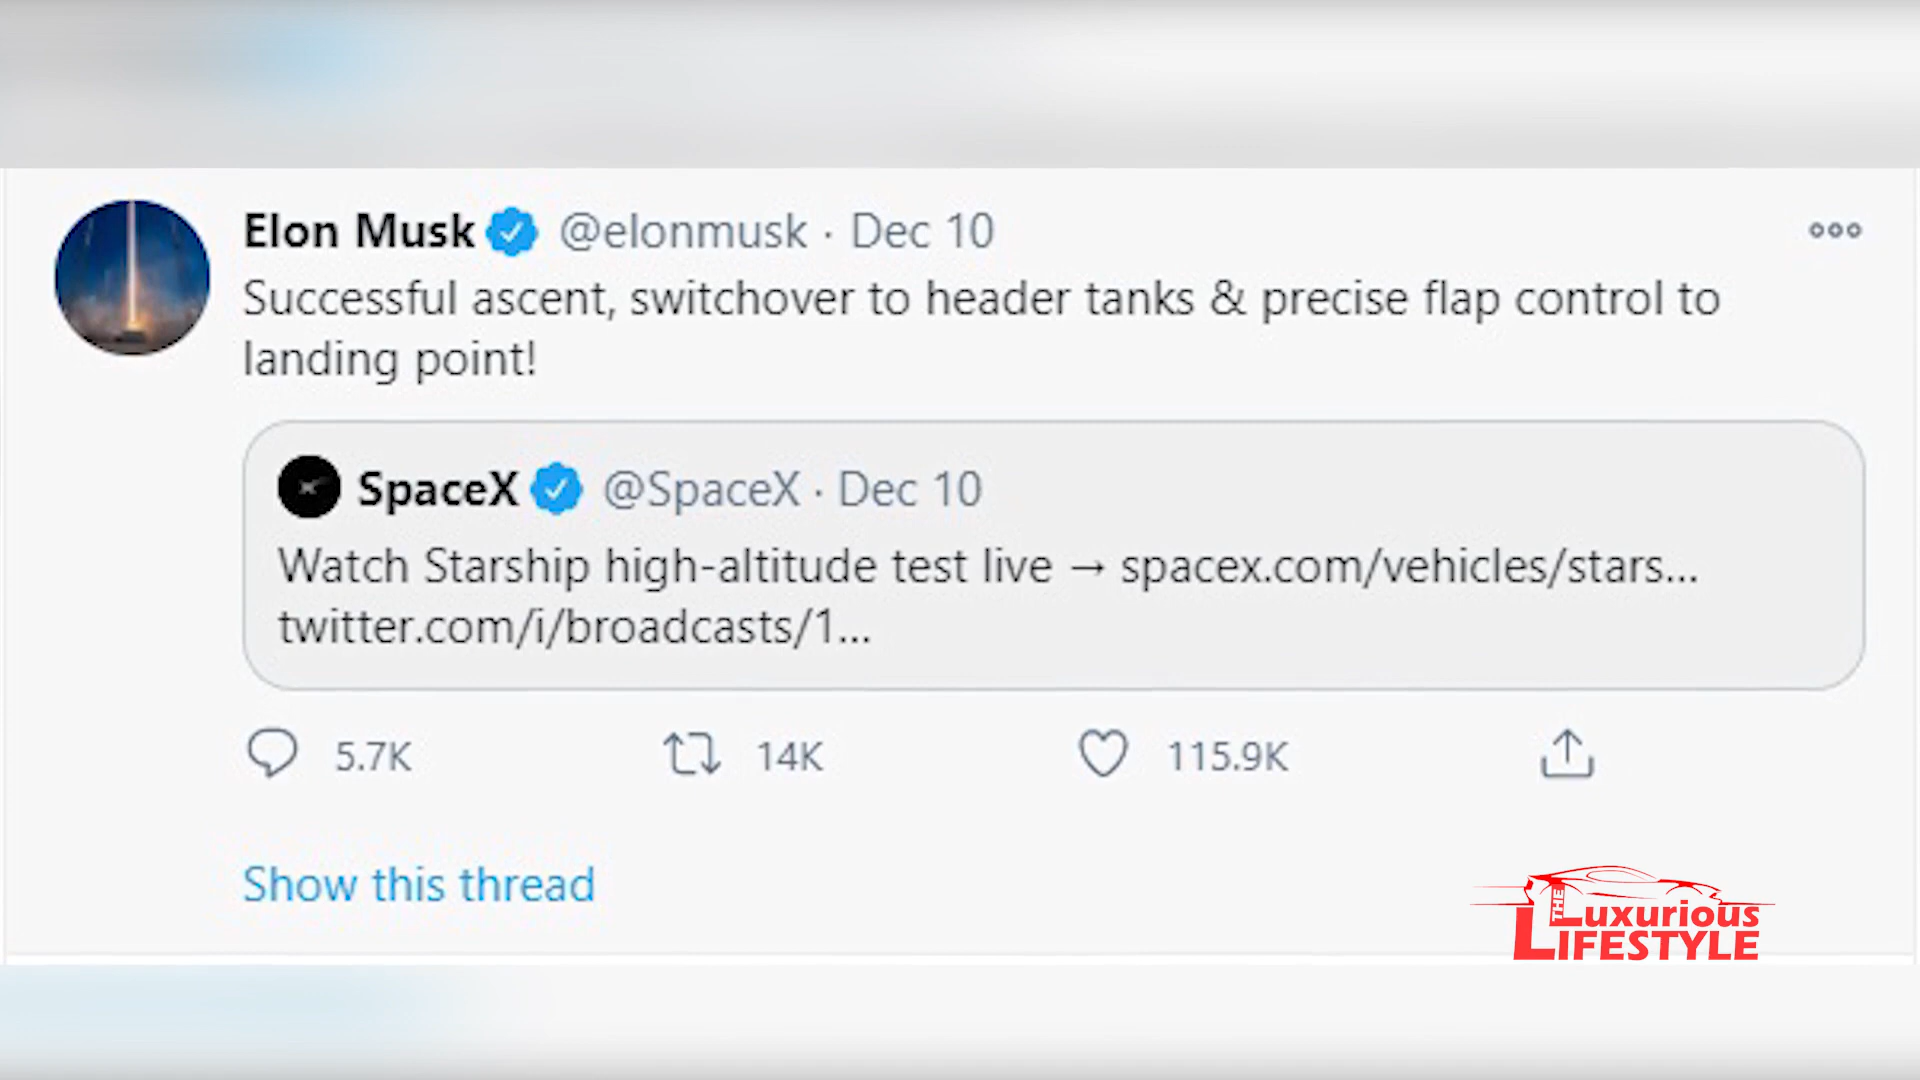 Elon Musk @elonmusk · Dec 10
Successful ascent, switchover to header tanks & precise flap control to
landing point!
SpaceX @SpaceX · Dec 10
Watch Starship high-altitude test live → spacex.com/vehicles/stars...
twitter.com/i/broadcasts/1...
5.7K 14K 115.9K
Show this thread
THE Luxurious
LIFESTYLE